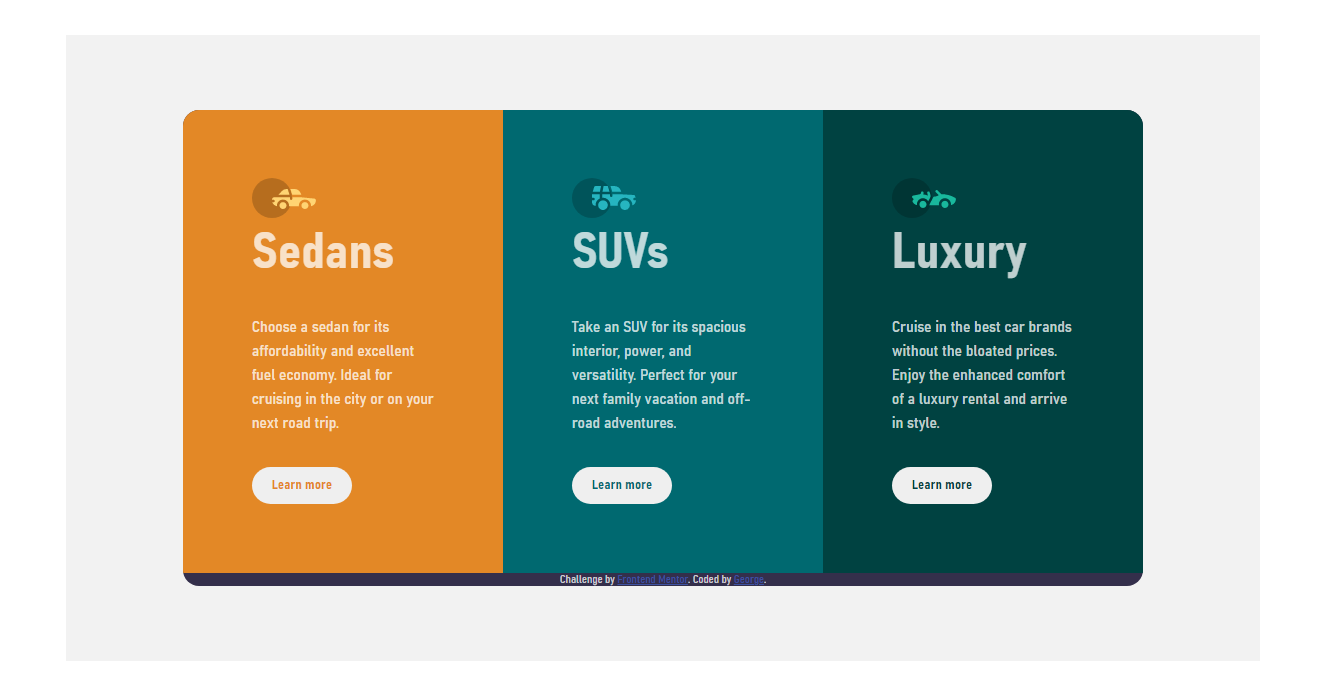 Sedans
Choose a sedan for its
affordability and excellent
fuel economy. Ideal for
cruising in the city or on your
next road trip.
Learn more
SUVs
Take an SUV for its spacious
interior, power, and
versatility. Perfect for your
next family vacation and off-
road adventures.
Learn more
Luxury
Cruise in the best car brands
without the bloated prices.
Enjoy the enhanced comfort
of a luxury rental and arrive
in style.
Learn more
Challenge by Frontend Mentor. Coded by George.